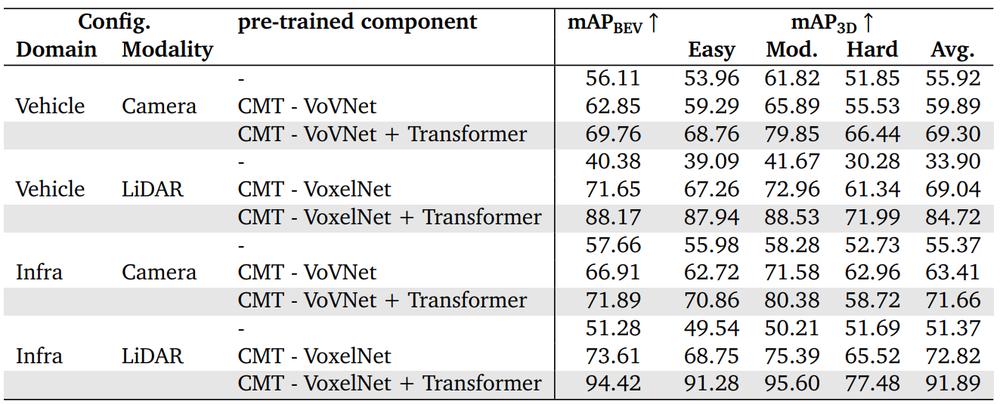 Config. pre-trained component mAPBEV ↑ mAP3D ↑
Domain Modality Easy Mod. Hard Avg.
- 56.11 53.96 61.82 51.85 55.92
Vehicle Camera CMT - VoVNet 62.85 59.29 65.89 55.53 59.89
CMT - VoVNet + Transformer 69.76 68.76 79.85 66.44 69.30
- 40.38 39.09 41.67 30.28 33.90
Vehicle LiDAR CMT - VoxelNet 71.65 67.26 72.96 61.34 69.04
CMT - VoxelNet + Transformer 88.17 87.94 88.53 71.99 84.72
- 57.66 55.98 58.28 52.73 55.37
Infra Camera CMT - VoVNet 66.91 62.72 71.58 62.96 63.41
CMT - VoVNet + Transformer 71.89 70.86 80.38 58.72 71.66
- 51.28 49.54 50.21 51.69 51.37
Infra LiDAR CMT - VoxelNet 73.61 68.75 75.39 65.52 72.82
CMT - VoxelNet + Transformer 94.42 91.28 95.60 77.48 91.89